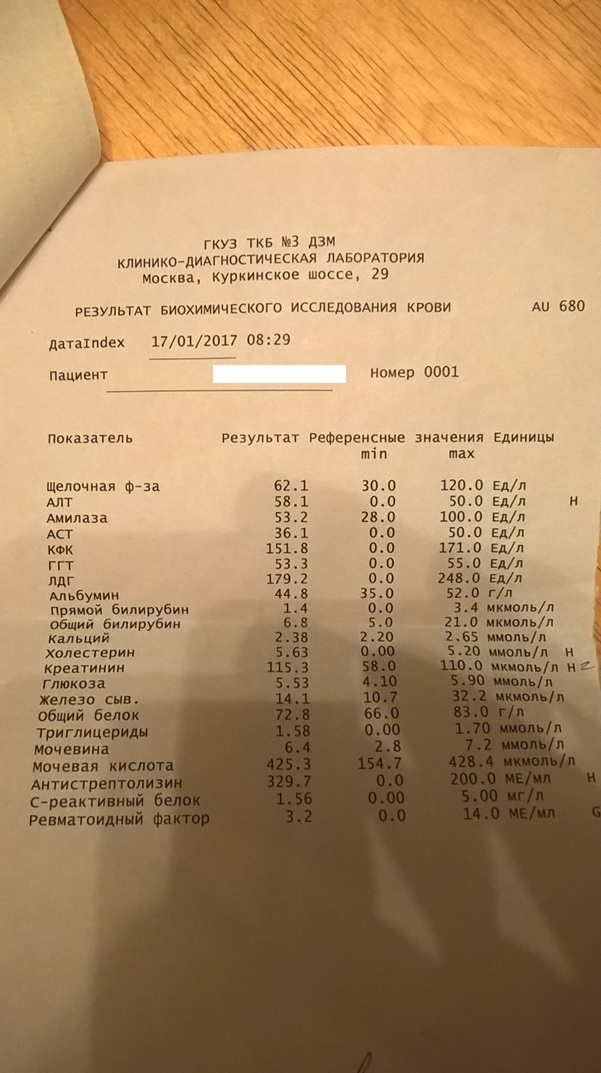 ГКУЗ ТКБ №3 ДЗМ
КЛИНИКО-ДИАГНОСТИЧЕСКАЯ ЛАБОРАТОРИЯ
Москва, Куркинское шоссе, 29
РЕЗУЛЬТАТ БИОХИМИЧЕСКОГО ИССЛЕДОВАНИЯ КРОВИ AU 680
ДатаIndex 17/01/2017 08:29
Пациент Номер 0001
Показатель Результат Референсные значения Единицы
min max
Щелочная ф-за 62.1 30.0 120.0 Ед/л
АЛТ 58.1 0.0 50.0 Ед/л Н
Амилаза 53.2 28.0 100.0 Ед/л
АСТ 36.1 0.0 50.0 Ед/л
КФК 151.8 0.0 171.0 Ед/л
ГГТ 53.3 0.0 55.0 Ед/л
ЛДГ 179.2 0.0 248.0 Ед/л
Альбумин 44.8 35.0 52.0 г/л
Прямой билирубин 1.4 0.0 3.4 мкмоль/л
Общий билирубин 6.8 5.0 21.0 мкмоль/л
Кальций 2.38 2.20 2.65 ммоль/л
Холестерин 5.63 0.00 5.20 ммоль/л Н
Креатинин 115.3 58.0 110.0 мкмоль/л Н
Глюкоза 5.53 4.10 5.90 ммоль/л
Железо сыв. 14.1 10.7 32.2 мкмоль/л
Общий белок 72.8 66.0 83.0 г/л
Триглицериды 1.58 0.00 1.70 ммоль/л
Мочевина 6.4 2.8 7.2 ммоль/л
Мочевая кислота 425.3 154.7 428.4 мкмоль/л
Антистрептолизин 329.7 0.0 200.0 МЕ/мл Н
С-реактивный белок 1.56 0.00 5.00 мг/л
Ревматоидный фактор 3.2 0.0 14.0 МЕ/мл G